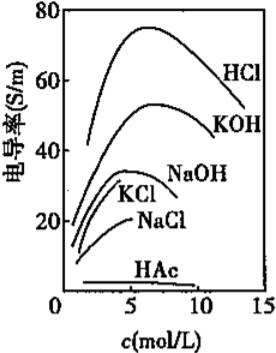 80
60
40
20
电导率(S/m)
HCl
KOH
NaOH
KCl
NaCl
HAc
0 5 10 15
c(mol/L)